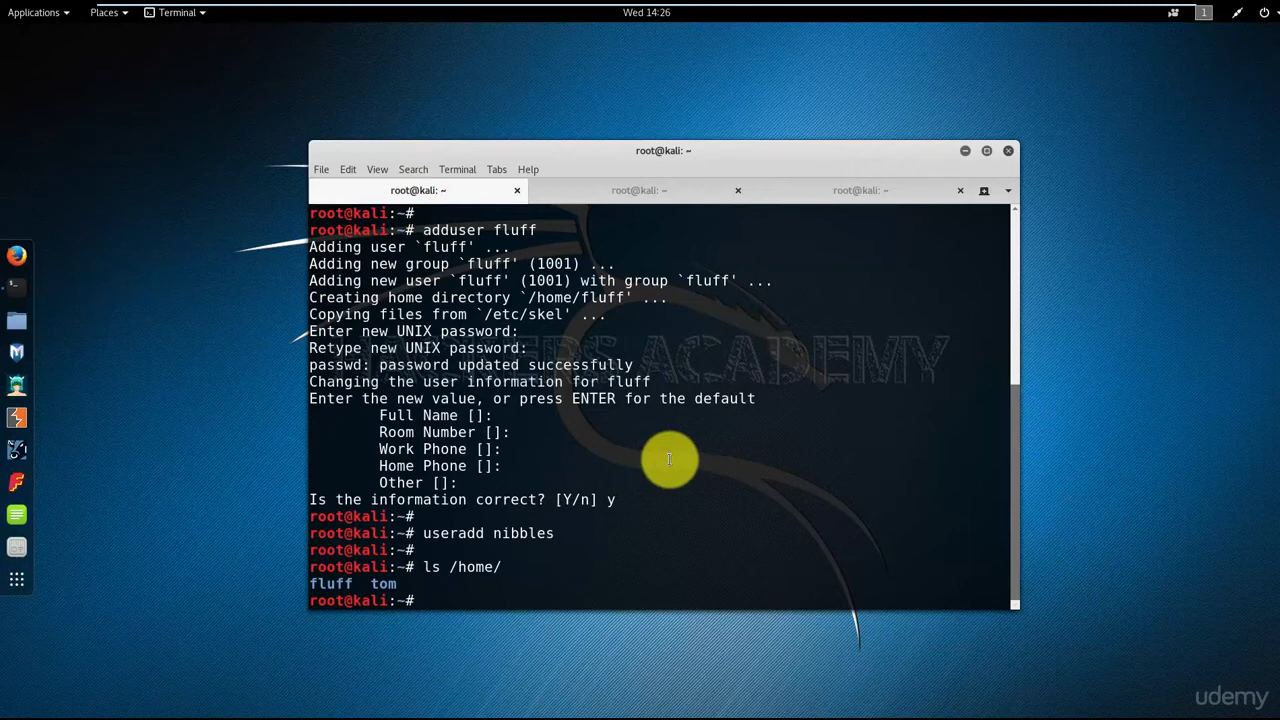 Applications Places Terminal Wed 14:26 1
root@kali: ~
File Edit View Search Terminal Tabs Help
root@kali: ~ root@kali: ~ root@kali: ~
root@kali:~#
root@kali:~# adduser fluff
Adding user `fluff' ...
Adding new group `fluff' (1001) ...
Adding new user `fluff' (1001) with group `fluff' ...
Creating home directory `/home/fluff' ...
Copying files from `/etc/skel' ...
Enter new UNIX password:
Retype new UNIX password:
passwd: password updated successfully
Changing the user information for fluff
Enter the new value, or press ENTER for the default
Full Name []:
Room Number []:
Work Phone []:
Home Phone []:
Other []:
Is the information correct? [Y/n] y
root@kali:~#
root@kali:~# useradd nibbles
root@kali:~#
root@kali:~# ls /home/
fluff tom
root@kali:~#
HACKERS ACADEMY
udemy